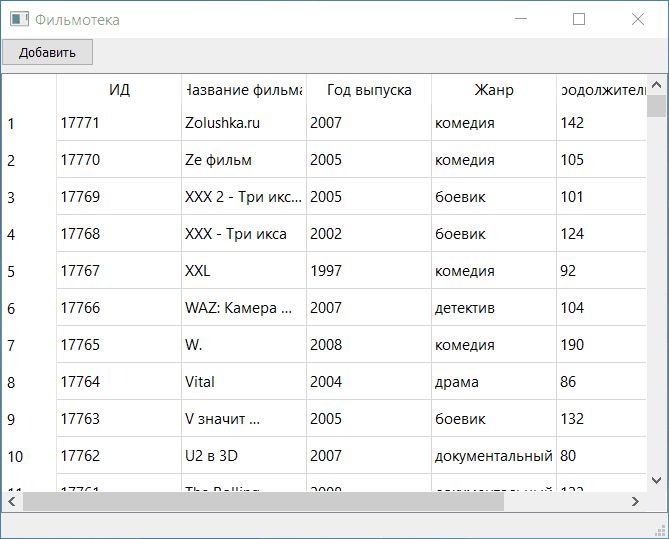 Фильмотека
Добавить
ИД Название фильма Год выпуска Жанр родолжитель
1 17771 Zolushka.ru 2007 комедия 142
2 17770 Ze фильм 2005 комедия 105
3 17769 XXX 2 - Три икс... 2005 боевик 101
4 17768 XXX - Три икса 2002 боевик 124
5 17767 XXL 1997 комедия 92
6 17766 WAZ: Камера ... 2007 детектив 104
7 17765 W. 2008 комедия 190
8 17764 Vital 2004 драма 86
9 17763 V значит ... 2005 боевик 132
10 17762 U2 в 3D 2007 документальный 80
11 17761 The Rolling 2008 документальный 122